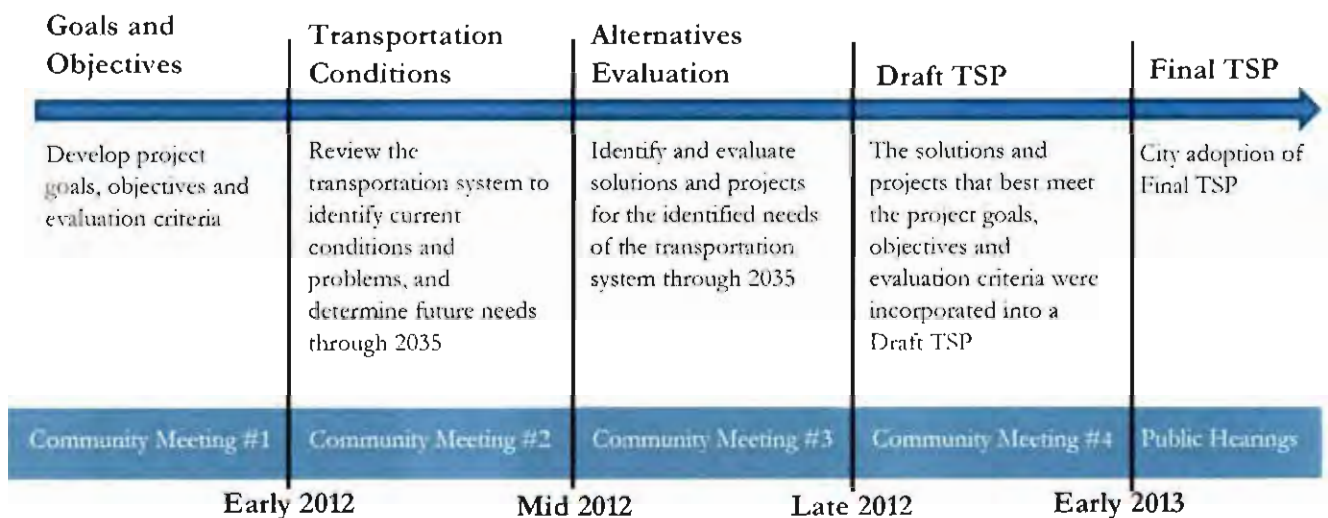 Goals and
Objectives
Develop project
goals, objectives and
evaluation criteria
Community Meeting #1
Transportation
Conditions
Review the
transportation system to
identify current
conditions and
problems, and
determine future needs
through 2035
Community Meeting #2
Alternatives
Evaluation
Identify and evaluate
solutions and projects
for the identified needs
of the transportation
system through 2035
Community Meeting #3
Draft TSP
The solutions and
projects that best meet
the project goals,
objectives and
evaluation criteria were
incorporated into a
Draft TSP
Community Meeting #4
Final TSP
City adoption of
Final TSP
Public Hearings
Early 2012
Mid 2012
Late 2012
Early 2013